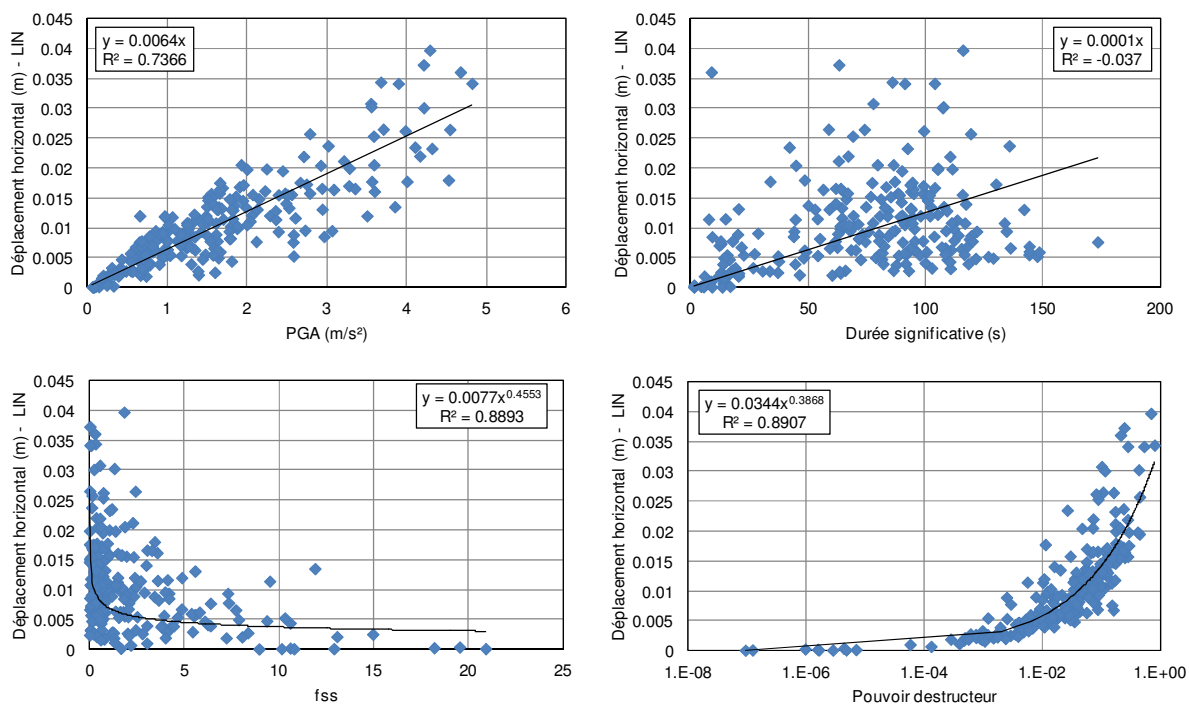 0.045
0.04
0.035
0.03
0.025
0.02
0.015
0.01
0.005
0
Déplacement horizontal (m) - LIN
y = 0.0064x
R² = 0.7366
0 1 2 3 4 5 6
PGA (m/s²)
0.045
0.04
0.035
0.03
0.025
0.02
0.015
0.01
0.005
0
Déplacement horizontal (m) - LIN
y = 0.0001x
R² = -0.037
0 50 100 150 200
Durée significative (s)
0.045
0.04
0.035
0.03
0.025
0.02
0.015
0.01
0.005
0
Déplacement horizontal (m) - LIN
y = 0.0077x^0.4553
R² = 0.8893
0 5 10 15 20 25
fss
0.045
0.04
0.035
0.03
0.025
0.02
0.015
0.01
0.005
0
Déplacement horizontal (m) - LIN
y = 0.0344x^0.3868
R² = 0.8907
1.E-08 1.E-06 1.E-04 1.E-02 1.E+00
Pouvoir destructeur